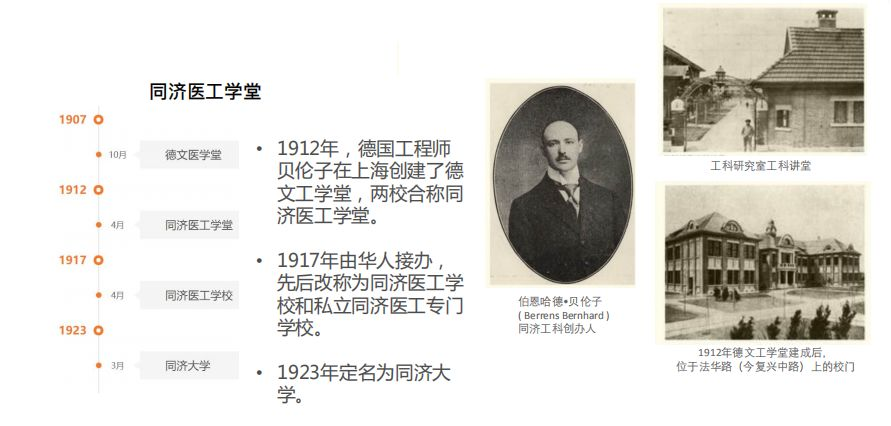 同济医工学堂
1907
10月 德文医学堂
1912
4月 同济医工学堂
1917
4月 同济医工学校
1923
3月 同济大学
• 1912年，德国工程师
贝伦子在上海创建了德
文工学堂，两校合称同
济医工学堂。
• 1917年由华人接办，
先后改称为同济医工学
校和私立同济医工专门
学校。
• 1923年定名为同济大
学。
伯恩哈德•贝伦子
( Berrens Bernhard )
同济工科创办人
工科研究室工科讲堂
1912年德文工学堂建成后，
位于法华路（今复兴中路）上的校门